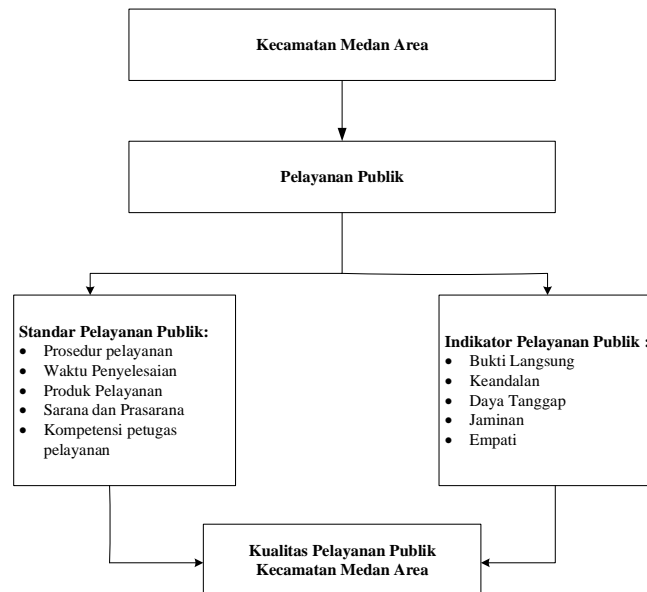 Kecamatan Medan Area
Pelayanan Publik
Standar Pelayanan Publik:
• Prosedur pelayanan
• Waktu Penyelesaian
• Produk Pelayanan
• Sarana dan Prasarana
• Kompetensi petugas
pelayanan
Indikator Pelayanan Publik :
• Bukti Langsung
• Keandalan
• Daya Tanggap
• Jaminan
• Empati
Kualitas Pelayanan Publik
Kecamatan Medan Area